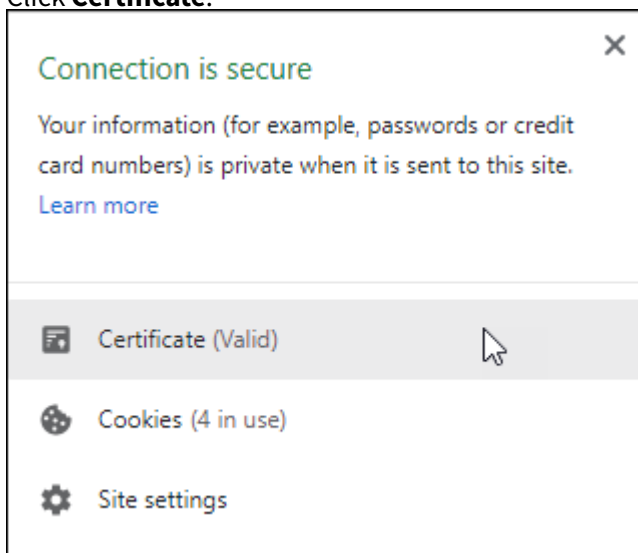 Click Certificate.
Connection is secure
Your information (for example, passwords or credit
card numbers) is private when it is sent to this site.
Learn more
Certificate (Valid)
Cookies (4 in use)
Site settings